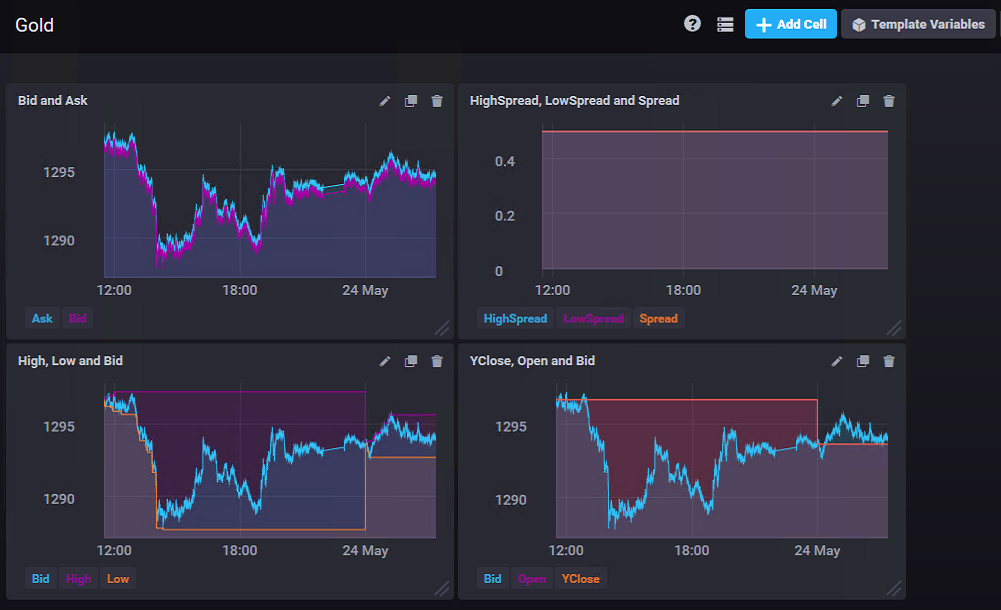 Gold
? Add Cell Template Variables
Bid and Ask
1295
1290
12:00 18:00 24 May
Ask Bid
HighSpread, LowSpread and Spread
0.4
0.2
0
12:00 18:00 24 May
HighSpread LowSpread Spread
High, Low and Bid
1295
1290
12:00 18:00 24 May
Bid High Low
YClose, Open and Bid
1295
1290
12:00 18:00 24 May
Bid Open YClose